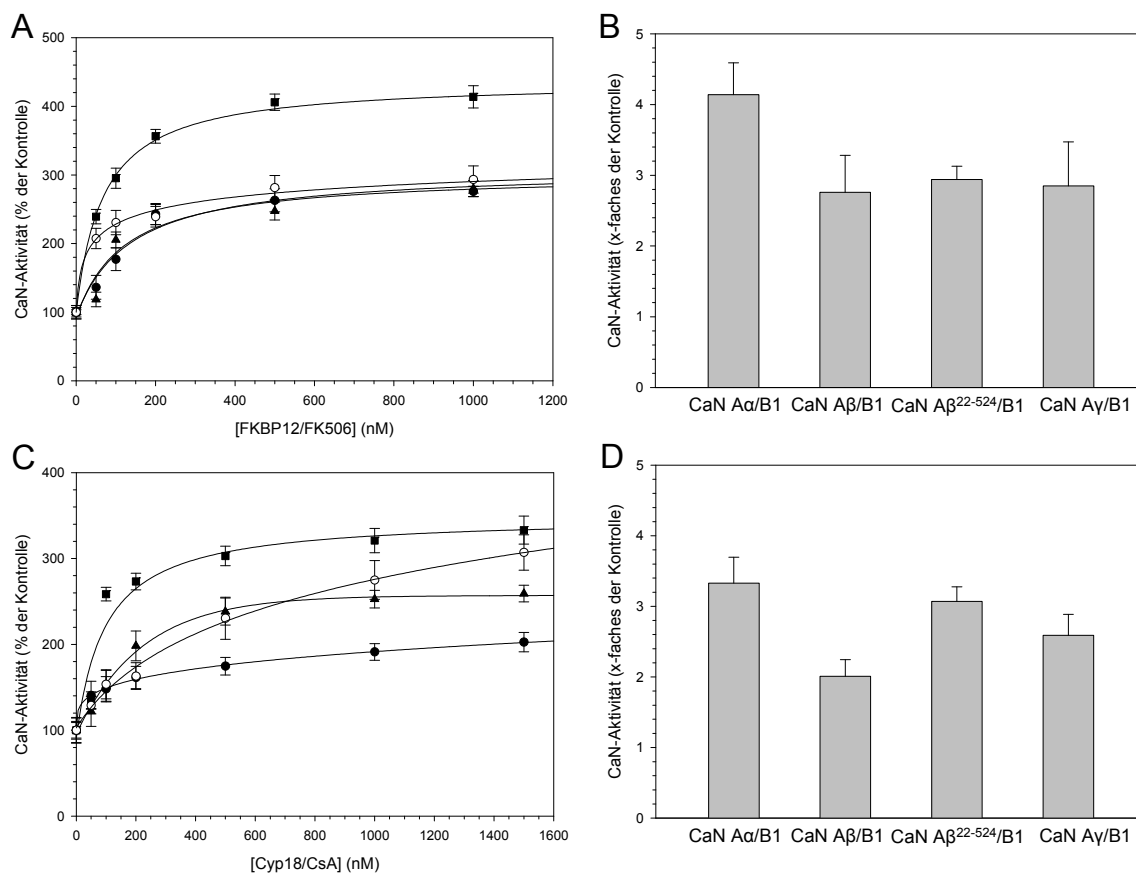 A
CaN-Aktivität (% der Kontrolle)
500
400
300
200
100
0
0 200 400 600 800 1000 1200
[FKBP12/FK506] (nM)
B
CaN-Aktivität (x-faches der Kontrolle)
5
4
3
2
1
0
CaN Aα/B1 CaN Aβ/B1 CaN Aβ²²⁻⁵²⁴/B1 CaN Aγ/B1
C
CaN-Aktivität (% der Kontrolle)
400
300
200
100
0
0 200 400 600 800 1000 1200 1400 1600
[Cyp18/CsA] (nM)
D
CaN-Aktivität (x-faches der Kontrolle)
5
4
3
2
1
0
CaN Aα/B1 CaN Aβ/B1 CaN Aβ²²⁻⁵²⁴/B1 CaN Aγ/B1